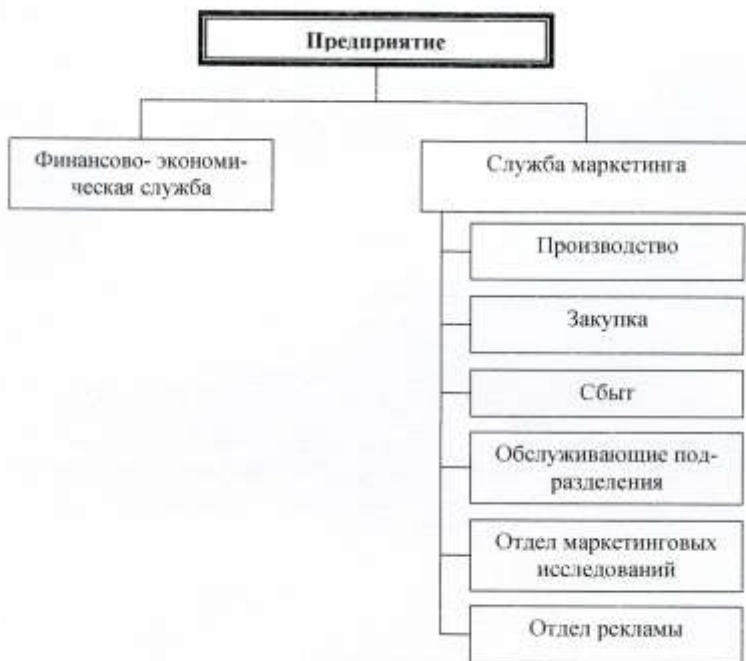 Предприятие
Финансово- экономи-
ческая служба
Служба маркетинга
Производство
Закупка
Сбыт
Обслуживающие под-
разделения
Отдел маркетинговых
исследований
Отдел рекламы